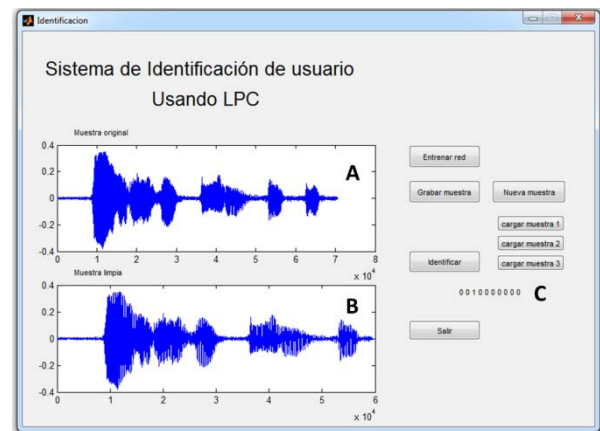 Identificacion
Sistema de Identificación de usuario
Usando LPC
Muestra original
A
0.4
0.2
0
-0.2
-0.4
0 1 2 3 4 5 6 7 8
x 10^4
Muestra limpia
B
0.4
0.2
0
-0.2
-0.4
0 1 2 3 4 5 6
x 10^4
Entrenar red
Grabar muestra Nueva muestra
cargar muestra 1
cargar muestra 2
Identificar cargar muestra 3
0 0 1 0 0 0 0 0 0 0 C
Salir